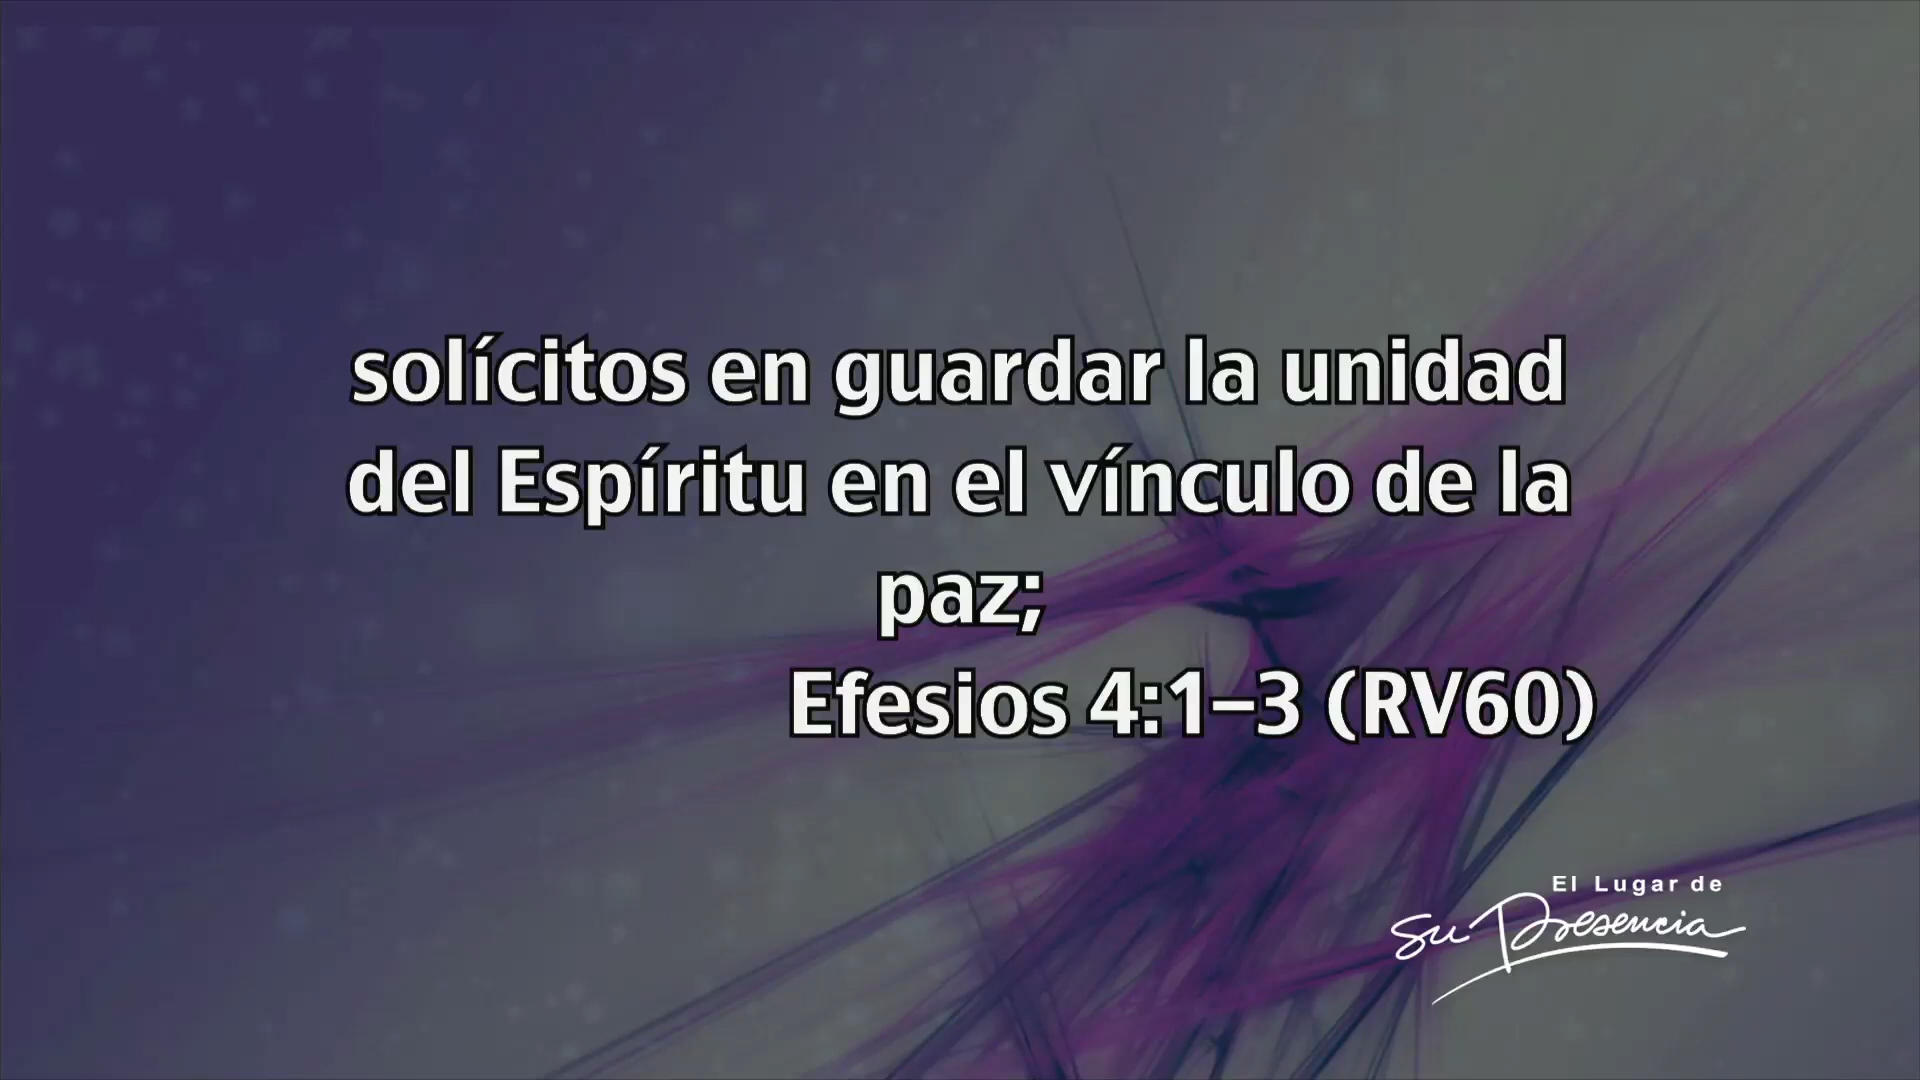 solícitos en guardar la unidad
del Espíritu en el vínculo de la
paz;
Efesios 4:1–3 (RV60)
El Lugar de
Su Presencia